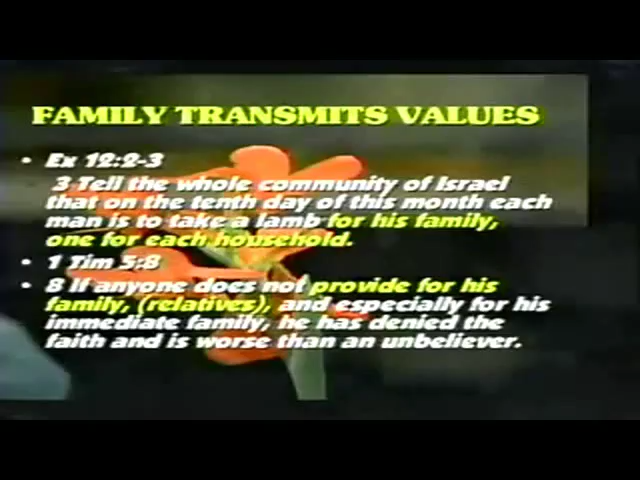 FAMILY TRANSMITS VALUES
• Ex 12:2-3
3 Tell the whole community of Israel
that on the tenth day of this month each
man is to take a lamb for his family,
one for each household.
• 1 Tim 5:8
• 8 If anyone does not provide for his
family, (relatives), and especially for his
immediate family, he has denied the
faith and is worse than an unbeliever.